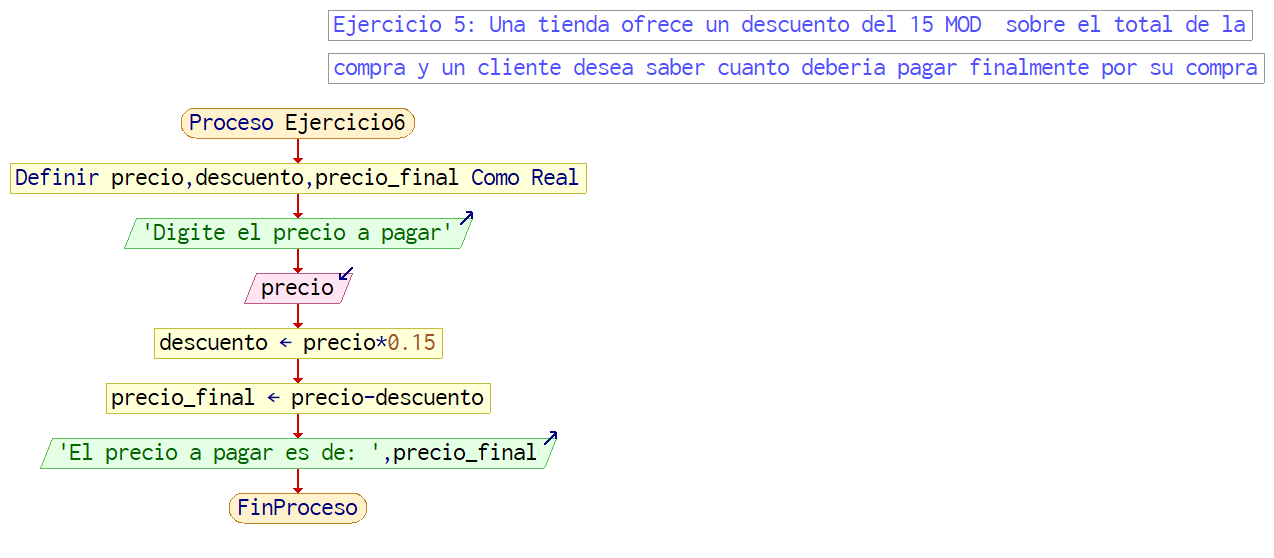 Ejercicio 5: Una tienda ofrece un descuento del 15 MOD  sobre el total de la
compra y un cliente desea saber cuanto deberia pagar finalmente por su compra
Proceso Ejercicio6
Definir precio,descuento,precio_final Como Real
'Digite el precio a pagar'
precio
descuento ← precio*0.15
precio_final ← precio-descuento
'El precio a pagar es de: ',precio_final
FinProceso